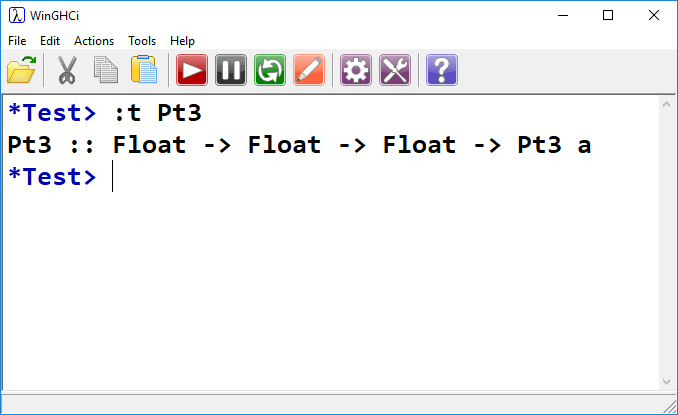 WinGHCi
File Edit Actions Tools Help
*Test> :t Pt3
Pt3 :: Float -> Float -> Float -> Pt3 a
*Test>